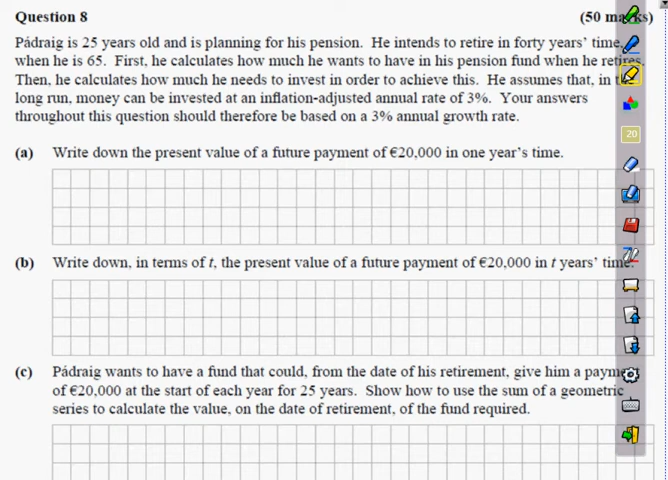 Question 8 (50 marks)
Pádraig is 25 years old and is planning for his pension. He intends to retire in forty years' time,
when he is 65. First, he calculates how much he wants to have in his pension fund when he retires.
Then, he calculates how much he needs to invest in order to achieve this. He assumes that, in the
long run, money can be invested at an inflation-adjusted annual rate of 3%. Your answers
throughout this question should therefore be based on a 3% annual growth rate.
20
(a) Write down the present value of a future payment of €20,000 in one year's time.
(b) Write down, in terms of t, the present value of a future payment of €20,000 in t years' time.
(c) Pádraig wants to have a fund that could, from the date of his retirement, give him a payment
of €20,000 at the start of each year for 25 years. Show how to use the sum of a geometric
series to calculate the value, on the date of retirement, of the fund required.